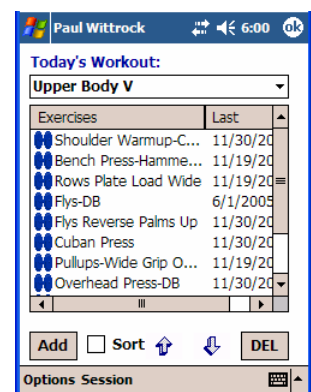 Paul Wittrock 6:00 ok
Today's Workout:
Upper Body V
Exercises Last
Shoulder Warmup-C... 11/30/20
Bench Press-Hamme... 11/19/20
Rows Plate Load Wide 11/19/20
Flys-DB 6/1/2005
Flys Reverse Palms Up 11/30/20
Cuban Press 11/30/20
Pullups-Wide Grip O... 11/19/20
Overhead Press-DB 11/30/20
Add Sort DEL
Options Session